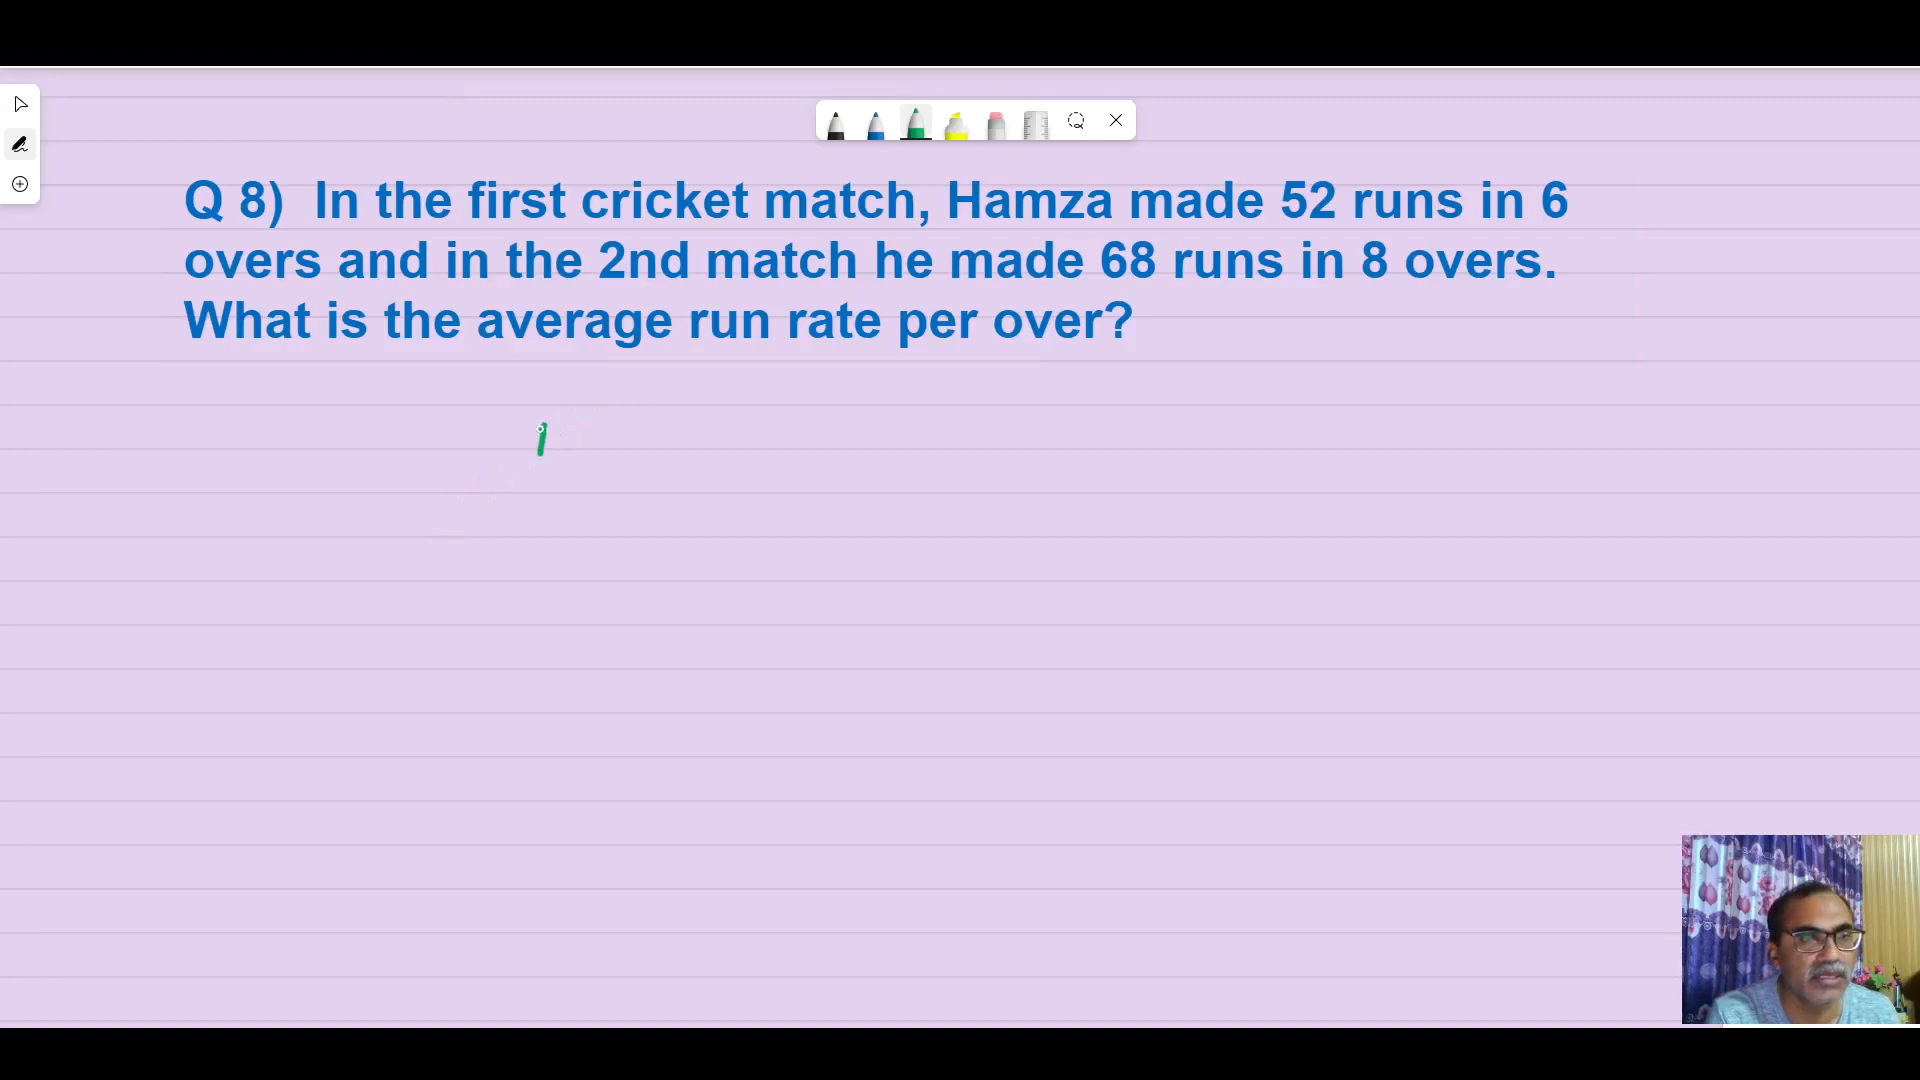 Q 8) In the first cricket match, Hamza made 52 runs in 6
overs and in the 2nd match he made 68 runs in 8 overs.
What is the average run rate per over?